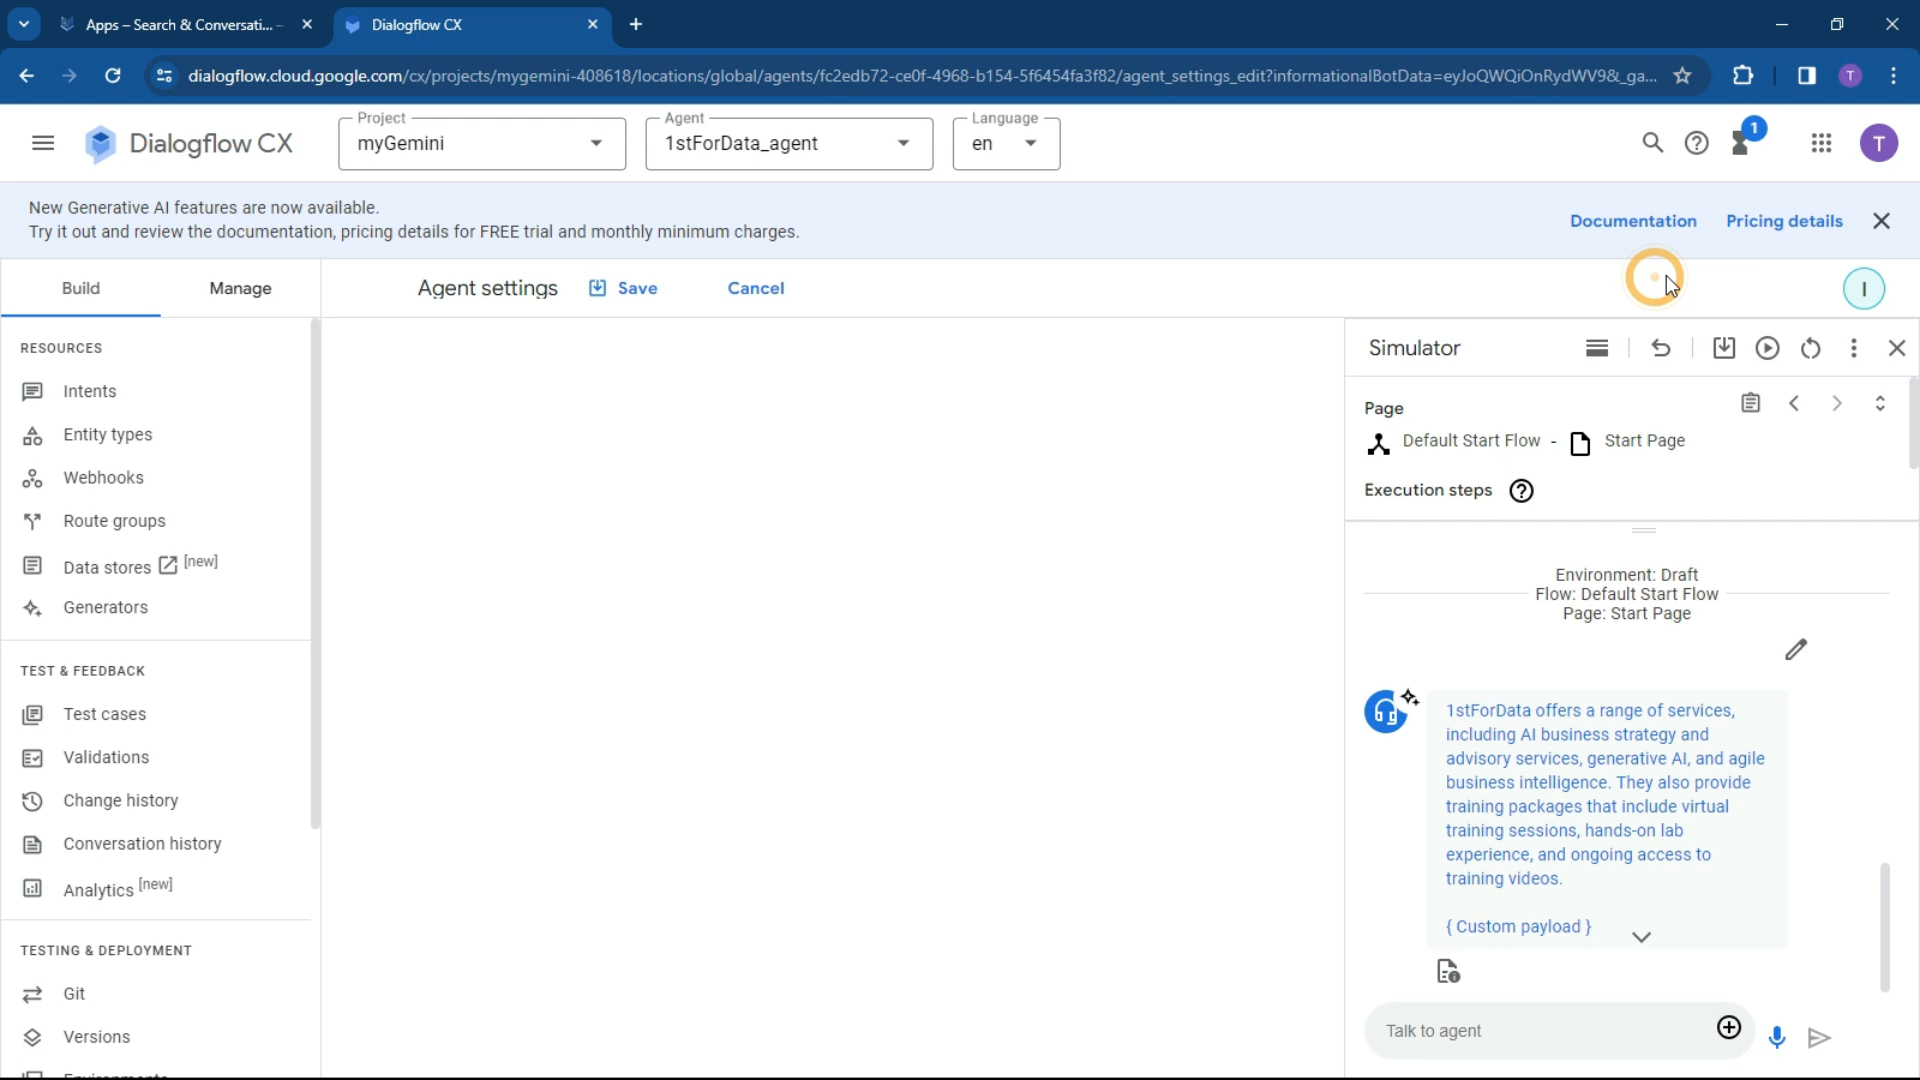 Apps – Search & Conversati...
Dialogflow CX
dialogflow.cloud.google.com/cx/projects/mygemini-408618/locations/global/agents/fc2edb72-ce0f-4968-b154-5f6454fa3f82/agent_settings_edit?informationalBotData=eyJoQWQiOnRydWV9&_ga...
T
Dialogflow CX
Project
myGemini
Agent
1stForData_agent
Language
en
1
T
New Generative AI features are now available.
Try it out and review the documentation, pricing details for FREE trial and monthly minimum charges.
Documentation
Pricing details
Build
Manage
Agent settings
Save
Cancel
I
RESOURCES
Intents
Entity types
Webhooks
Route groups
Data stores [new]
Generators
TEST & FEEDBACK
Test cases
Validations
Change history
Conversation history
Analytics [new]
TESTING & DEPLOYMENT
Git
Versions
Environments
Simulator
Page
Default Start Flow - Start Page
Execution steps
Environment: Draft
Flow: Default Start Flow
Page: Start Page
1stForData offers a range of services,
including AI business strategy and
advisory services, generative AI, and agile
business intelligence. They also provide
training packages that include virtual
training sessions, hands-on lab
experience, and ongoing access to
training videos.
{ Custom payload }
Talk to agent